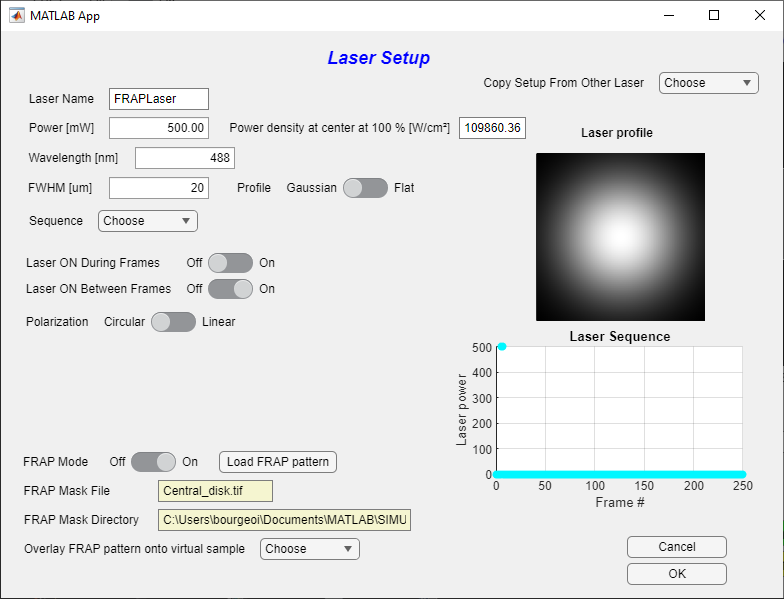 MATLAB App
Laser Setup
Copy Setup From Other Laser Choose
Laser Name FRAPLaser
Power [mW] 500.00 Power density at center at 100 % [W/cm²] 109860.36
Wavelength [nm] 488
FWHM [um] 20 Profile Gaussian Flat
Sequence Choose
Laser ON During Frames Off On
Laser ON Between Frames Off On
Polarization Circular Linear
Laser profile
Laser Sequence
500
400
300
200
100
0
Laser power
0 50 100 150 200 250
Frame #
FRAP Mode Off On Load FRAP pattern
FRAP Mask File Central_disk.tif
FRAP Mask Directory C:\Users\bourgeoi\Documents\MATLAB\SIMU
Overlay FRAP pattern onto virtual sample Choose
Cancel
OK